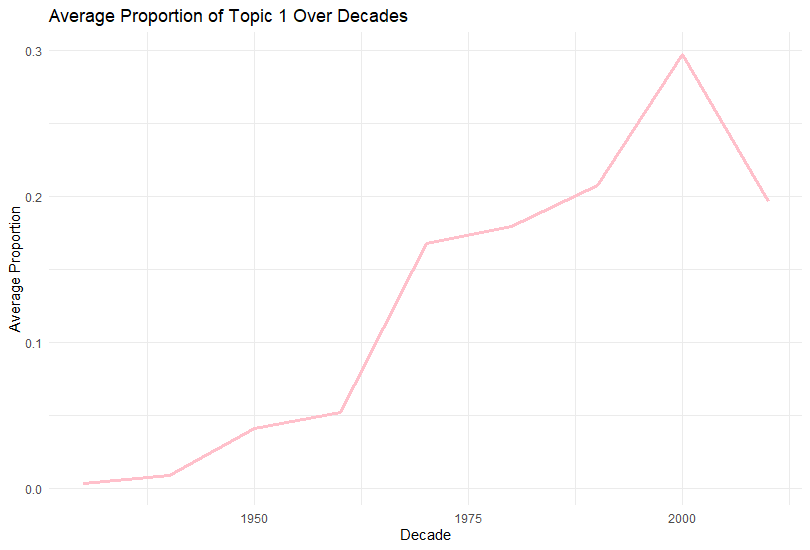 Average Proportion of Topic 1 Over Decades
0.3
0.2
0.1
0.0
Average Proportion
1950 1975 2000
Decade